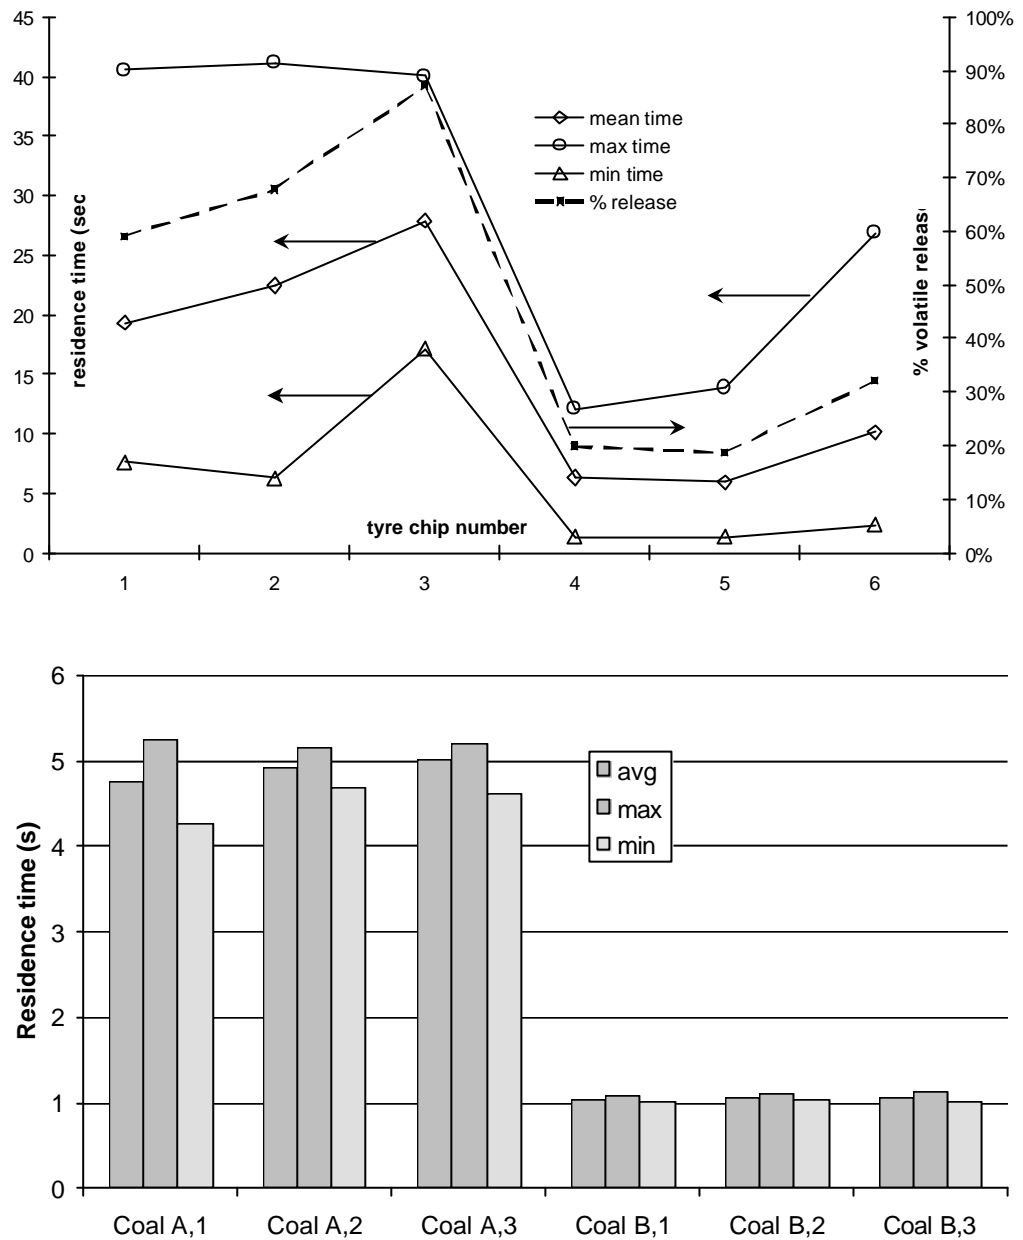 45
40
35
30
25
20
15
10
5
0
residence time (sec
100%
90%
80%
70%
60%
50%
40%
30%
20%
10%
0%
% volatile releas
mean time
max time
min time
% release
tyre chip number
1 2 3 4 5 6
6
5
4
3
2
1
0
Residence time (s)
avg
max
min
Coal A,1 Coal A,2 Coal A,3 Coal B,1 Coal B,2 Coal B,3